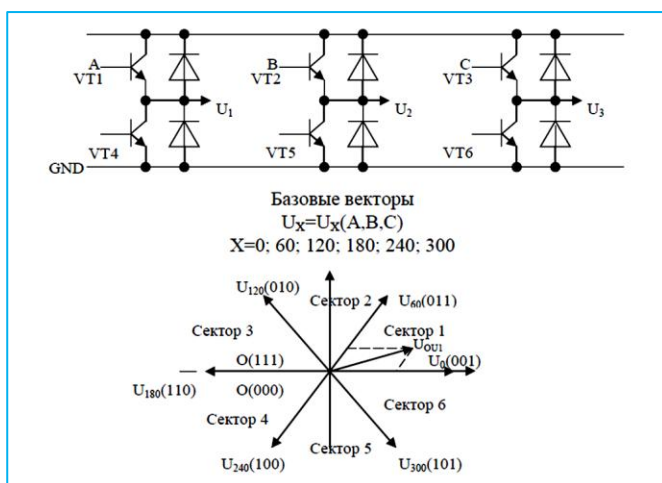 A
VT1
U1
B
VT2
U2
C
VT3
U3
VT4
VT5
VT6
GND
Базовые векторы
UX=UX(A,B,C)
X=0; 60; 120; 180; 240; 300
U120(010)
Сектор 2
U60(011)
Сектор 3
Сектор 1
UOU1
O(111)
U0(001)
U180(110)
O(000)
Сектор 4
Сектор 6
U240(100)
Сектор 5
U300(101)